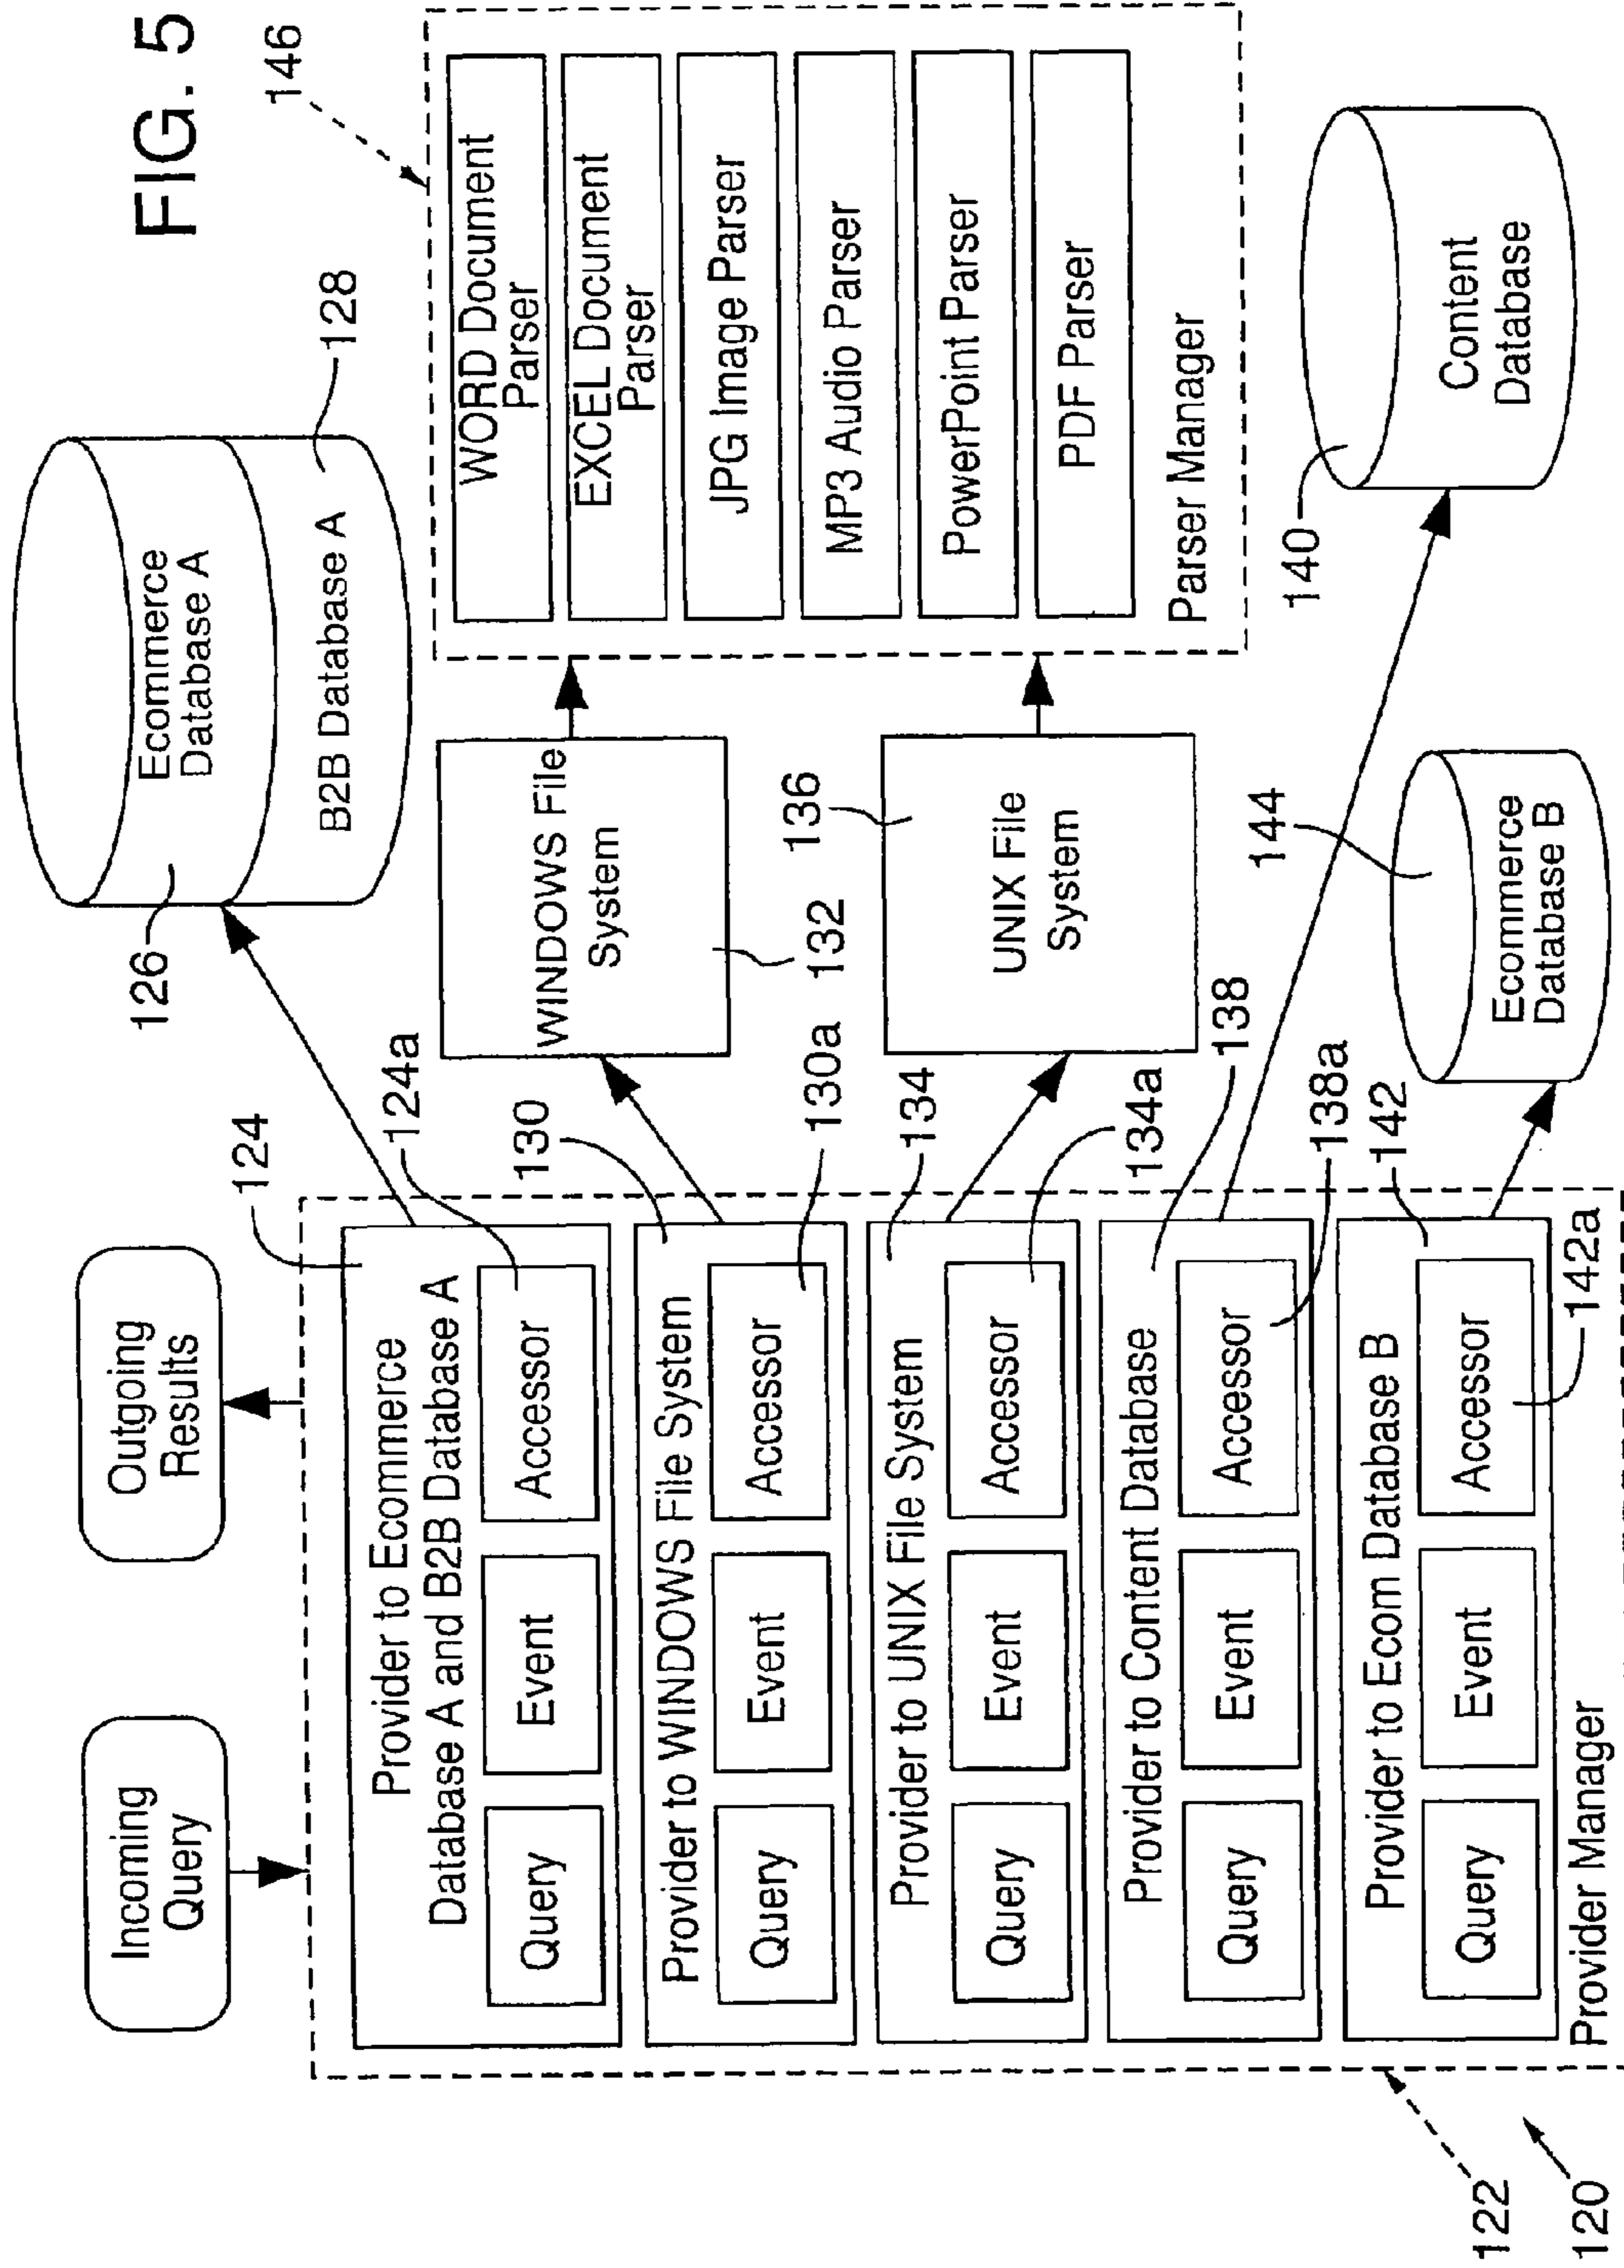 FIG. 5
Incoming
Query
Outgoing
Results
124
124a
Provider to Ecommerce
Database A and B2B Database A
Query
Event
Accessor
130
130a
Provider to WINDOWS File System
Query
Event
Accessor
134
134a
Provider to UNIX File System
Query
Event
Accessor
138
138a
Provider to Content Database
Query
Event
Accessor
142
142a
Provider to Ecom Database B
Query
Event
Accessor
Provider Manager
122
120
126
Ecommerce
Database A
128
B2B Database A
WINDOWS File
System
132
136
UNIX File
System
144
Ecommerce
Database B
146
WORD Document
Parser
EXCEL Document
Parser
JPG Image Parser
MP3 Audio Parser
PowerPoint Parser
PDF Parser
Parser Manager
140
Content
Database